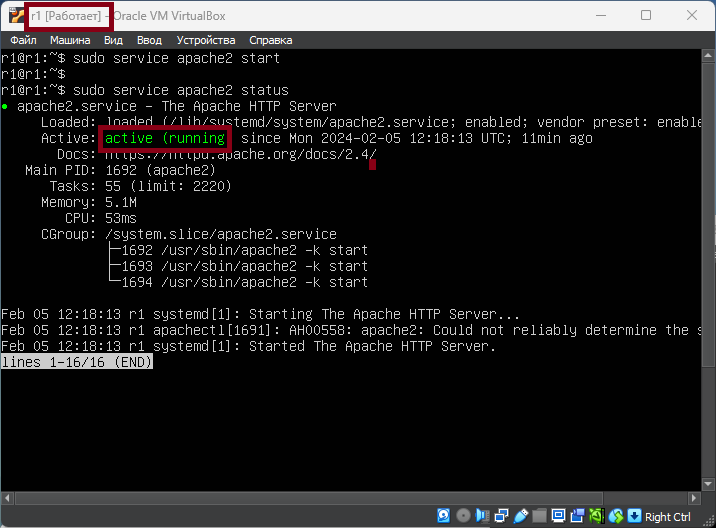 r1 [Работает] - Oracle VM VirtualBox
Файл Машина Вид Ввод Устройства Справка
r1@r1:~$ sudo service apache2 start
r1@r1:~$
r1@r1:~$ sudo service apache2 status
● apache2.service - The Apache HTTP Server
Loaded: loaded (/lib/systemd/system/apache2.service; enabled; vendor preset: enable
Active: active (running since Mon 2024-02-05 12:18:13 UTC; 11min ago
Docs: https://httpd.apache.org/docs/2.4/
Main PID: 1692 (apache2)
Tasks: 55 (limit: 2220)
Memory: 5.1M
CPU: 53ms
CGroup: /system.slice/apache2.service
├─1692 /usr/sbin/apache2 -k start
├─1693 /usr/sbin/apache2 -k start
└─1694 /usr/sbin/apache2 -k start
Feb 05 12:18:13 r1 systemd[1]: Starting The Apache HTTP Server...
Feb 05 12:18:13 r1 apachectl[1691]: AH00558: apache2: Could not reliably determine the s
Feb 05 12:18:13 r1 systemd[1]: Started The Apache HTTP Server.
lines 1-16/16 (END)
Right Ctrl